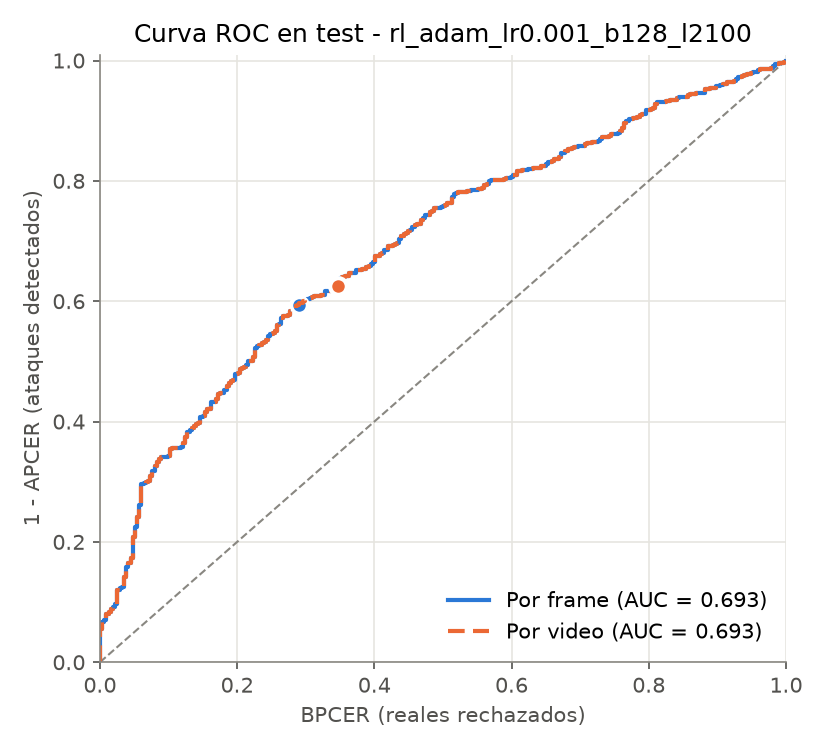 Curva ROC en test - rl_adam_lr0.001_b128_l2100
1.0
0.8
0.6
0.4
0.2
0.0
1 - APCER (ataques detectados)
Por frame (AUC = 0.693)
Por video (AUC = 0.693)
0.0 0.2 0.4 0.6 0.8 1.0
BPCER (reales rechazados)